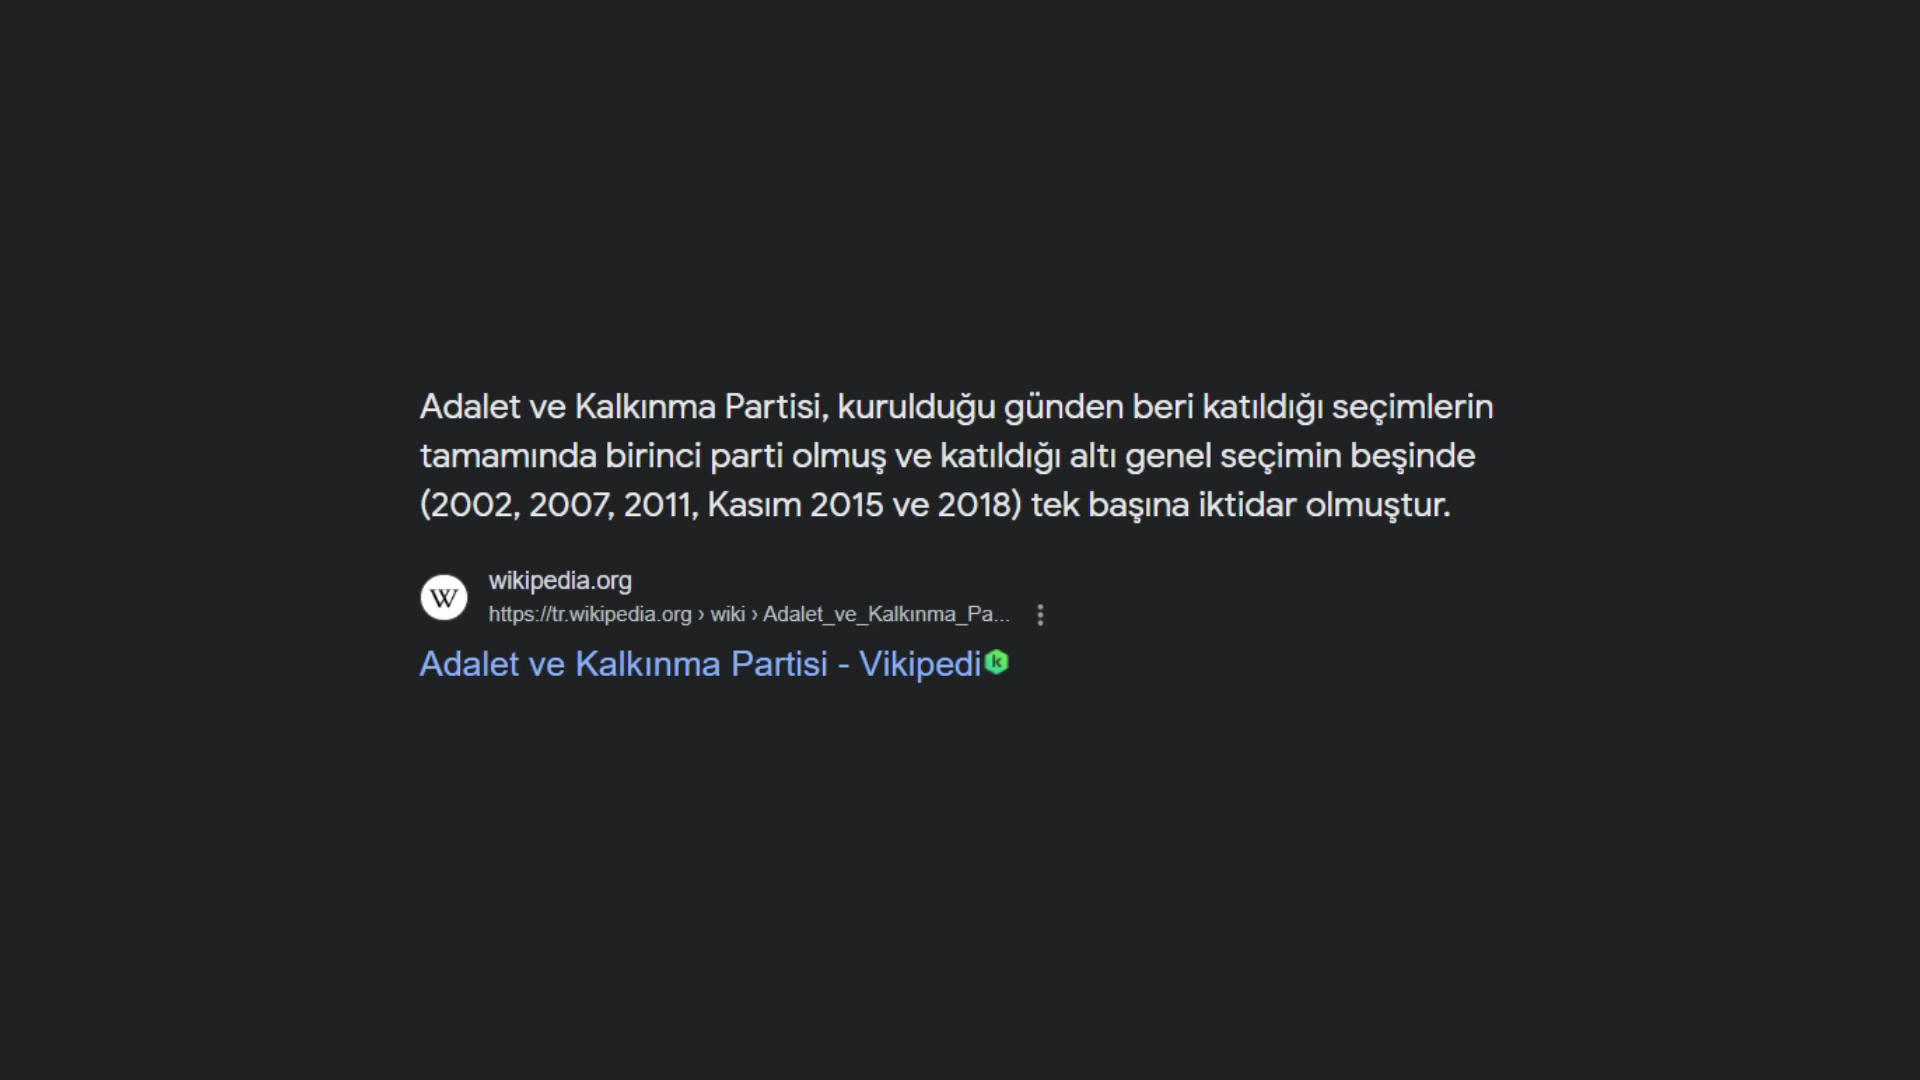 Adalet ve Kalkınma Partisi, kurulduğu günden beri katıldığı seçimlerin
tamamında birinci parti olmuş ve katıldığı altı genel seçimin beşinde
(2002, 2007, 2011, Kasım 2015 ve 2018) tek başına iktidar olmuştur.
W
wikipedia.org
https://tr.wikipedia.org › wiki › Adalet_ve_Kalkınma_Pa...
Adalet ve Kalkınma Partisi - Vikipedi
k